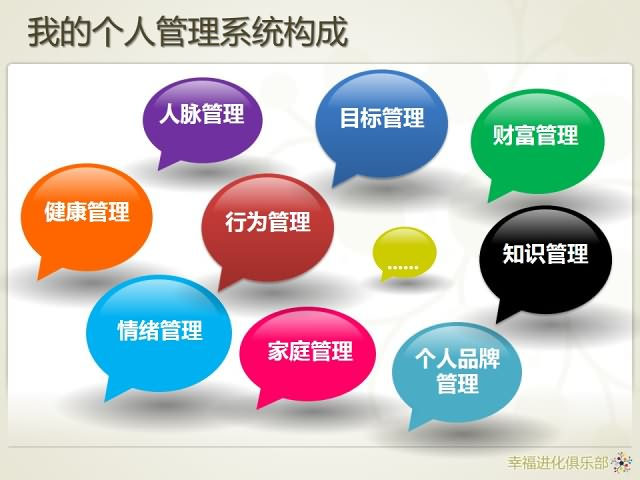 我的个人管理系统构成
人脉管理
目标管理
财富管理
健康管理
行为管理
......
知识管理
情绪管理
家庭管理
个人品牌
管理
幸福进化俱乐部